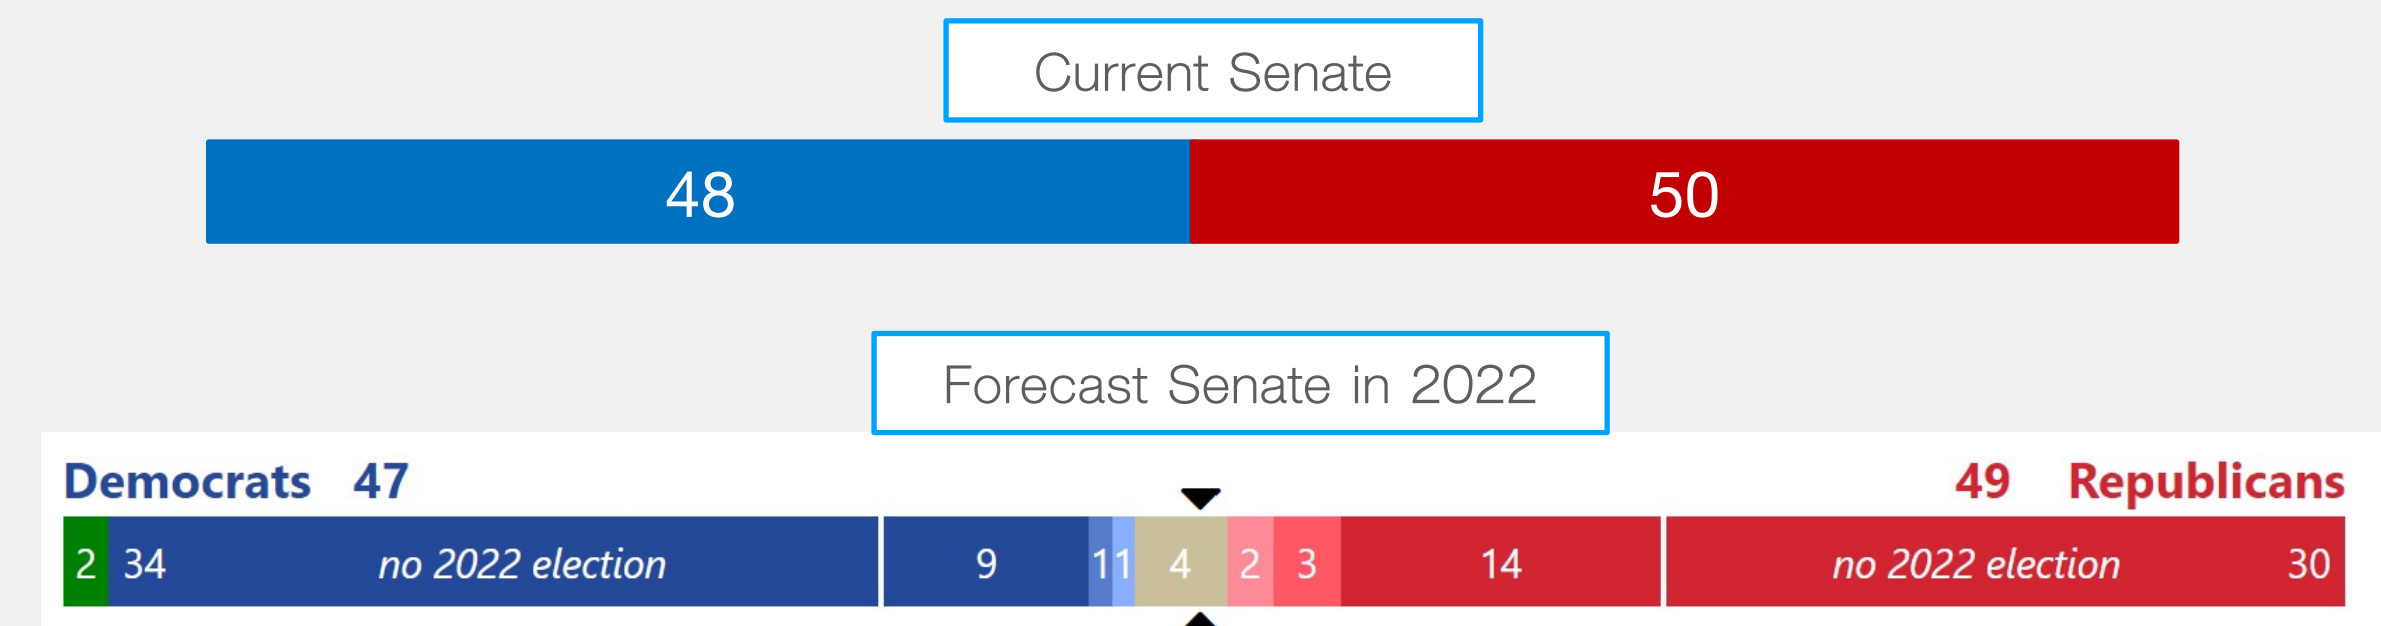 Current Senate
48 50
Forecast Senate in 2022
Democrats 47 49 Republicans
2 34 no 2022 election 9 1 1 4 2 3 14 no 2022 election 30